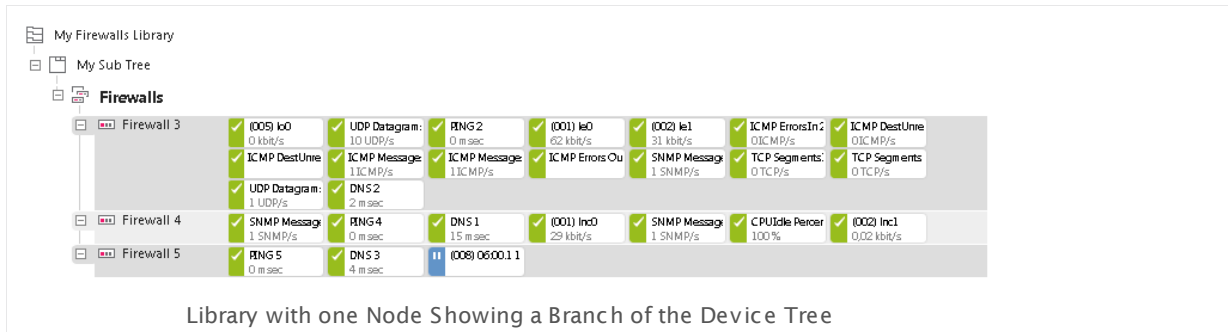 My Firewalls Library
My Sub Tree
Firewalls
Firewall 3
(005) lo0 UDP Datagram: PING 2 (001) le0 (002) le1 ICMP ErrorsIn 2 ICMP DestUnre
0 kbit/s 10 UDP/s 0 msec 62 kbit/s 31 kbit/s 0 ICMP/s 0 ICMP/s
ICMP DestUnre ICMP Message ICMP Message ICMP Errors Ou SNMP Message TCP Segments: TCP Segments
1 ICMP/s 1 ICMP/s 1 SNMP/s 0 TCP/s 0 TCP/s
UDP Datagram: DNS 2
1 UDP/s 2 msec
Firewall 4
SNMP Message PING 4 DNS 1 (001) lnc0 SNMP Message CPU Idle Percer (002) lnc1
1 SNMP/s 0 msec 15 msec 29 kbit/s 1 SNMP/s 100 % 0,02 kbit/s
Firewall 5
PING 5 DNS 3 (008) 06:00.1 1
0 msec 4 msec
Library with one Node Showing a Branch of the Device Tree